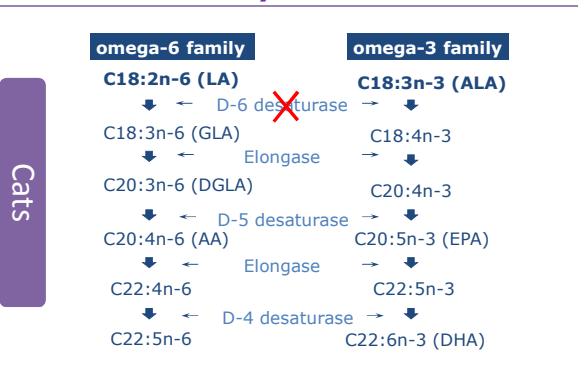 omega-6 family omega-3 family
C18:2n-6 (LA) C18:3n-3 (ALA)
D-6 desaturase
C18:3n-6 (GLA) C18:4n-3
Elongase
C20:3n-6 (DGLA) C20:4n-3
D-5 desaturase
C20:4n-6 (AA) C20:5n-3 (EPA)
Elongase
C22:4n-6 C22:5n-3
D-4 desaturase
C22:5n-6 C22:6n-3 (DHA)
Cats